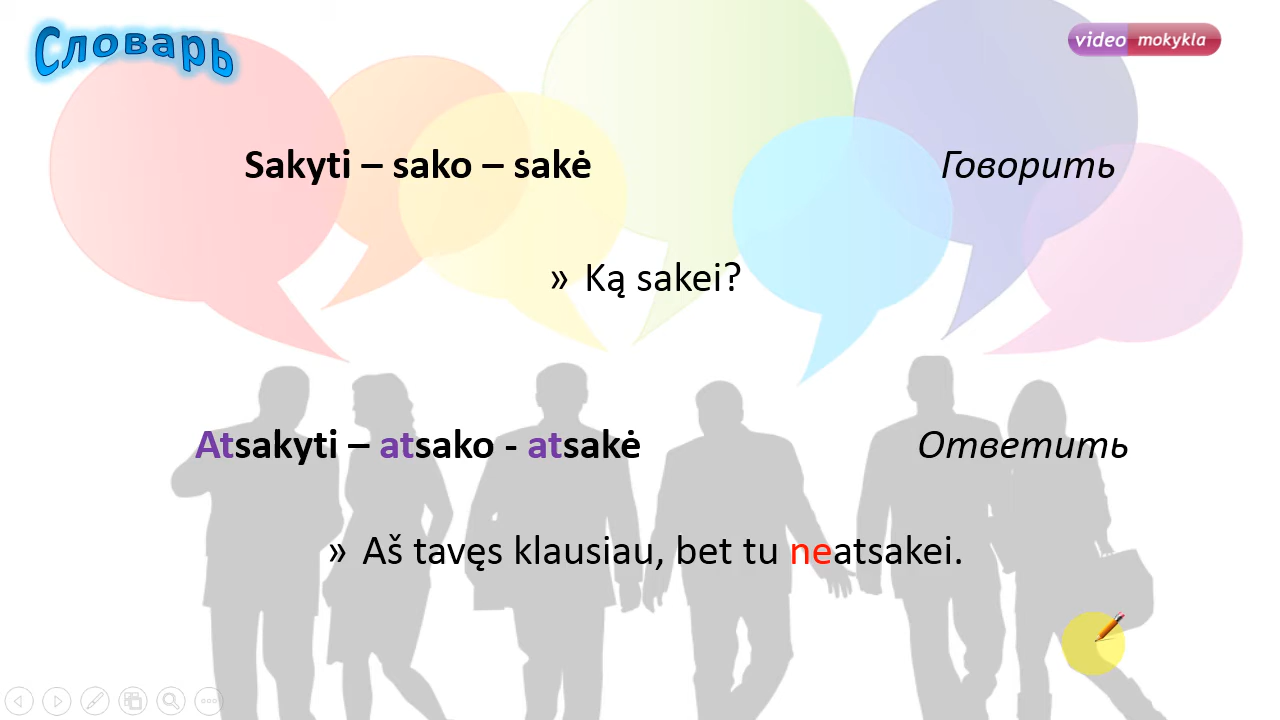 Словарь
video mokykla
Sakyti – sako – sakė Говорить
» Ką sakei?
Atsakyti – atsako - atsakė Ответить
» Aš tavęs klausiau, bet tu neatsakei.